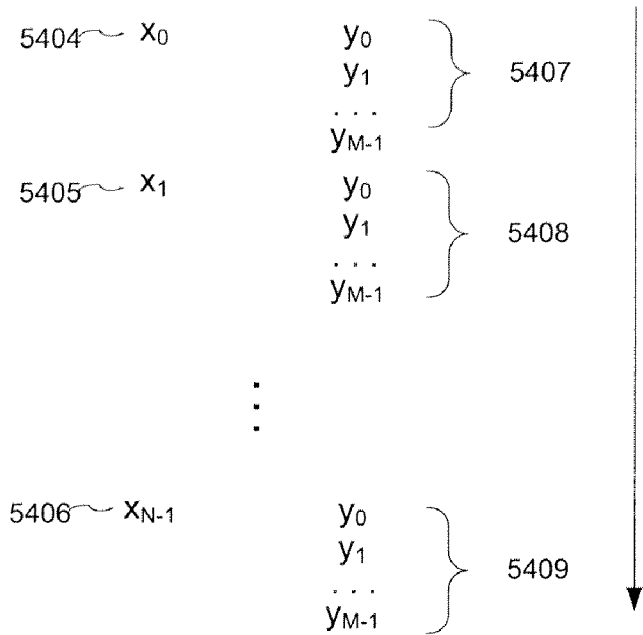 5404 x₀ y₀
y₁ 5407
...
yM-1
5405 x₁ y₀
y₁ 5408
...
yM-1
⋮
5406 xN-1 y₀
y₁ 5409
...
yM-1